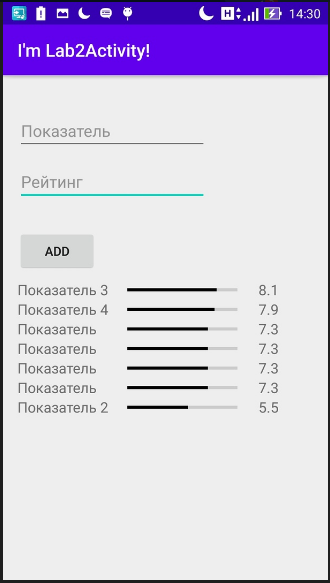 14:30
I'm Lab2Activity!
Показатель
Рейтинг
ADD
Показатель 3 8.1
Показатель 4 7.9
Показатель 7.3
Показатель 7.3
Показатель 7.3
Показатель 7.3
Показатель 2 5.5